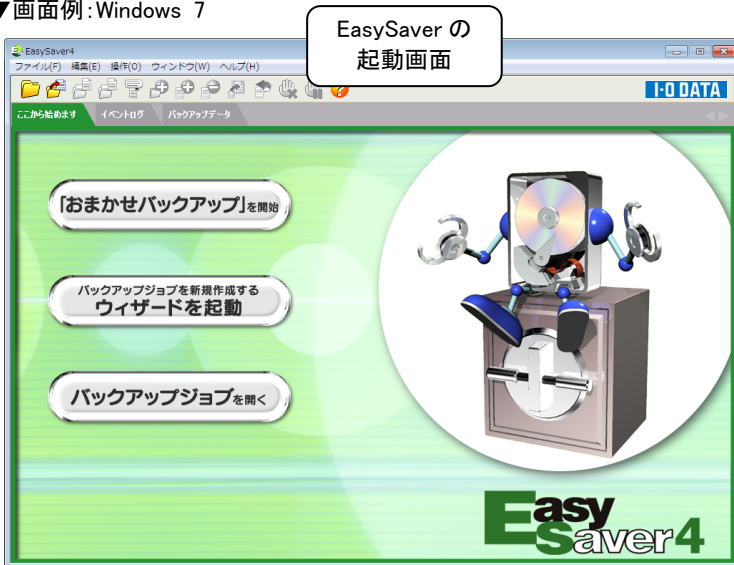 ▼画面例:Windows 7
EasySaver の
起動画面
EasySaver4
ファイル(F) 編集(E) 操作(O) ウィンドウ(W) ヘルプ(H)
I-O DATA
ここから始めます イベントログ バックアップデータ
「おまかせバックアップ」を開始
バックアップジョブを新規作成する
ウィザードを起動
バックアップジョブを開く
Easy
Saver4